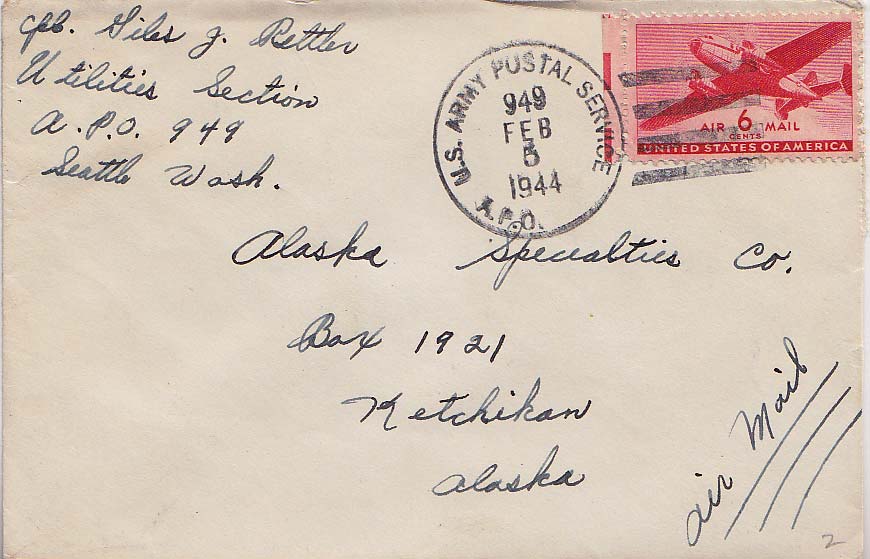 Cpl. Giles J. Rettler
Utilities Section
A.P.O. 949
Seattle Wash.
U.S. ARMY POSTAL SERVICE
949
FEB
5
1944
A.P.O.
AIR 6 MAIL
CENTS
UNITED STATES OF AMERICA
Alaska Specialties Co.
Box 1921
Ketchikan
Alaska
Air Mail
2